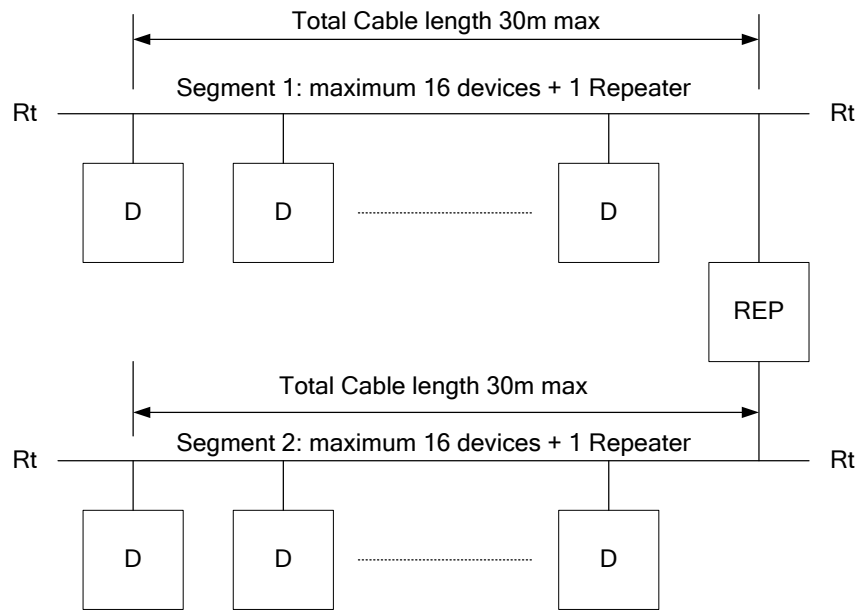 Total Cable length 30m max
Segment 1: maximum 16 devices + 1 Repeater
Rt
Rt
D
D
D
REP
Total Cable length 30m max
Segment 2: maximum 16 devices + 1 Repeater
Rt
Rt
D
D
D